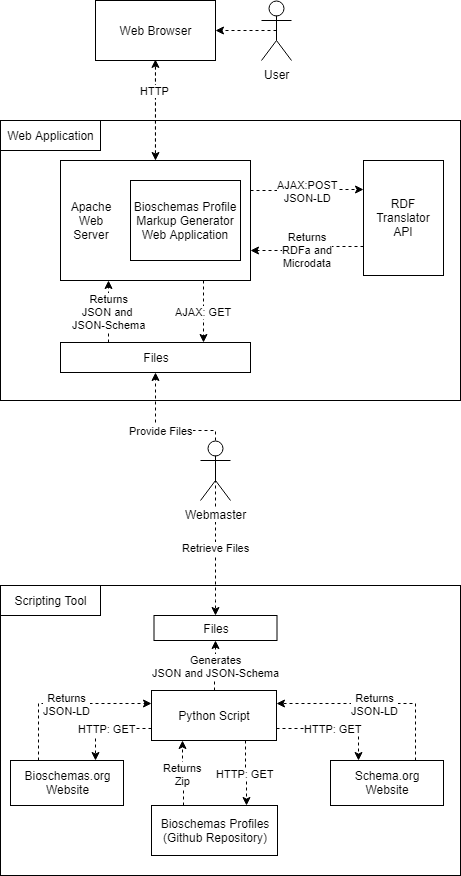 Web Browser
User
HTTP
Web Application
Apache
Web
Server
Bioschemas Profile
Markup Generator
Web Application
AJAX:POST
JSON-LD
RDF
Translator
API
Returns
RDFa and
Microdata
Returns
JSON and
JSON-Schema
AJAX: GET
Files
Provide Files
Webmaster
Retrieve Files
Scripting Tool
Files
Generates
JSON and JSON-Schema
Returns
JSON-LD
Python Script
Returns
JSON-LD
HTTP: GET
HTTP: GET
Bioschemas.org
Website
Returns
Zip
HTTP: GET
Schema.org
Website
Bioschemas Profiles
(Github Repository)